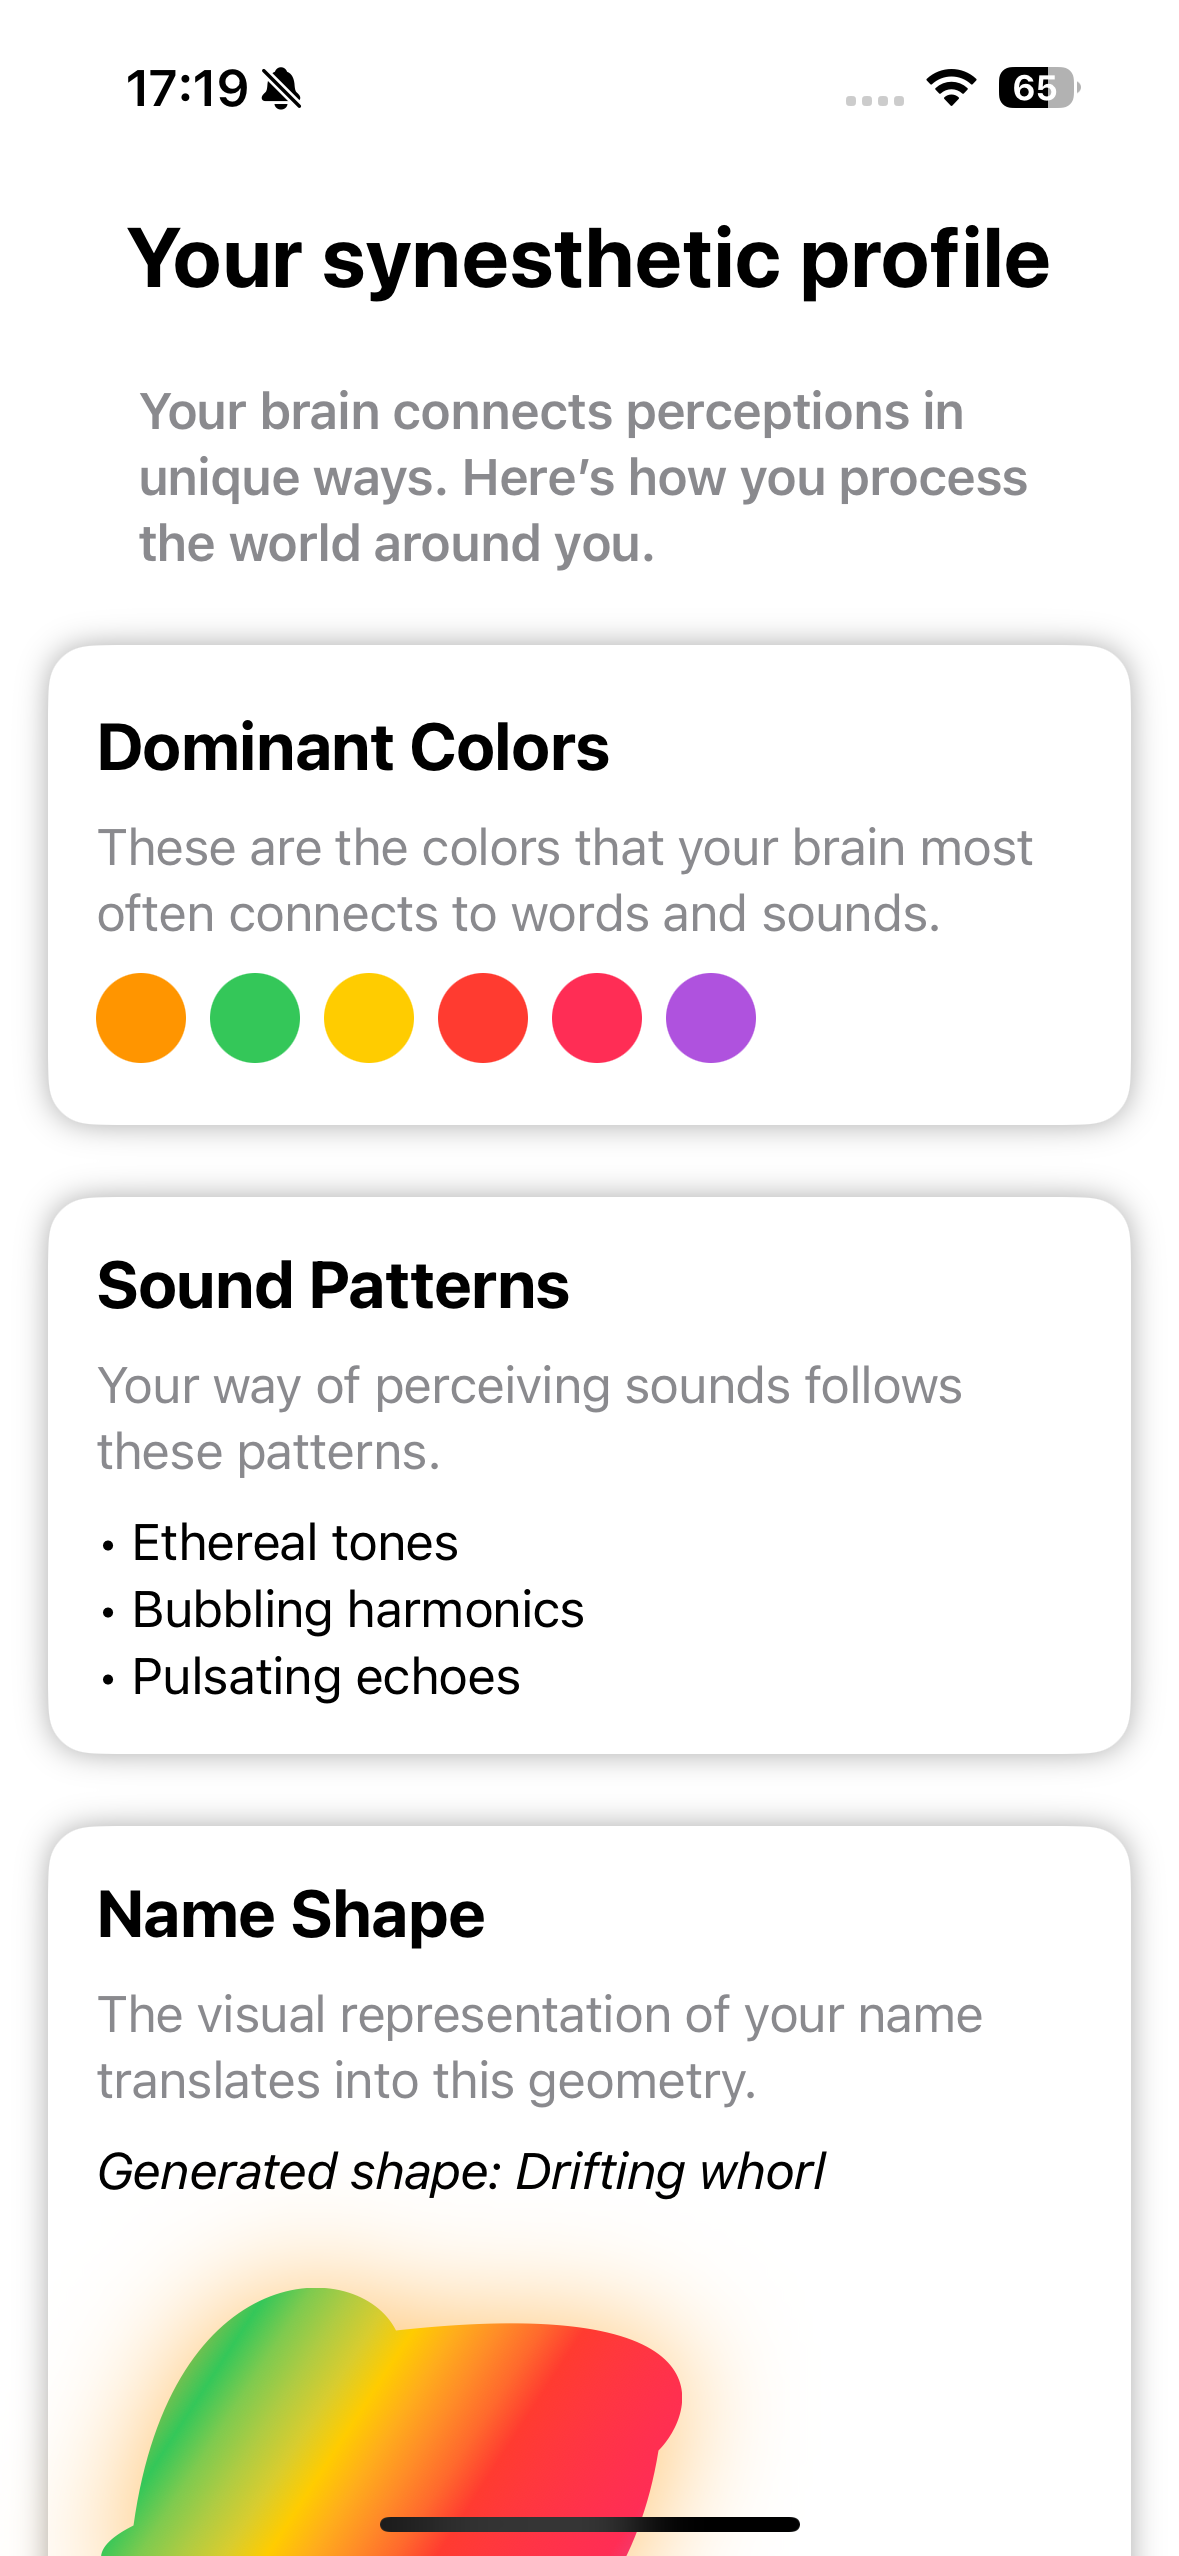 17:19
65
Your synesthetic profile
Your brain connects perceptions in
unique ways. Here’s how you process
the world around you.
Dominant Colors
These are the colors that your brain most
often connects to words and sounds.
Sound Patterns
Your way of perceiving sounds follows
these patterns.
• Ethereal tones
• Bubbling harmonics
• Pulsating echoes
Name Shape
The visual representation of your name
translates into this geometry.
Generated shape: Drifting whorl